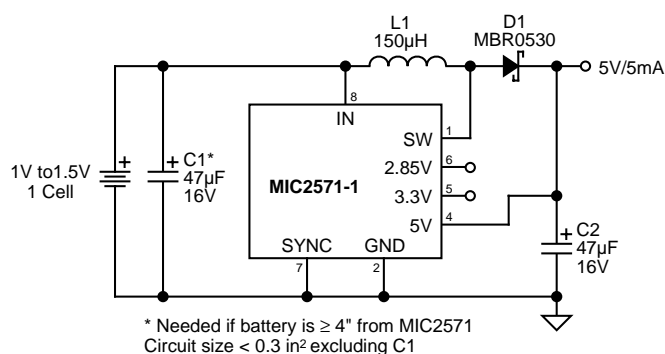 L1
150µH
D1
MBR0530
5V/5mA
8
IN
SW
1
1V to1.5V
1 Cell
+
+
C1*
47µF
16V
MIC2571-1
2.85V
6
3.3V
5
5V
4
SYNC
GND
7
2
+
C2
47µF
16V
* Needed if battery is ≥ 4" from MIC2571
Circuit size < 0.3 in² excluding C1